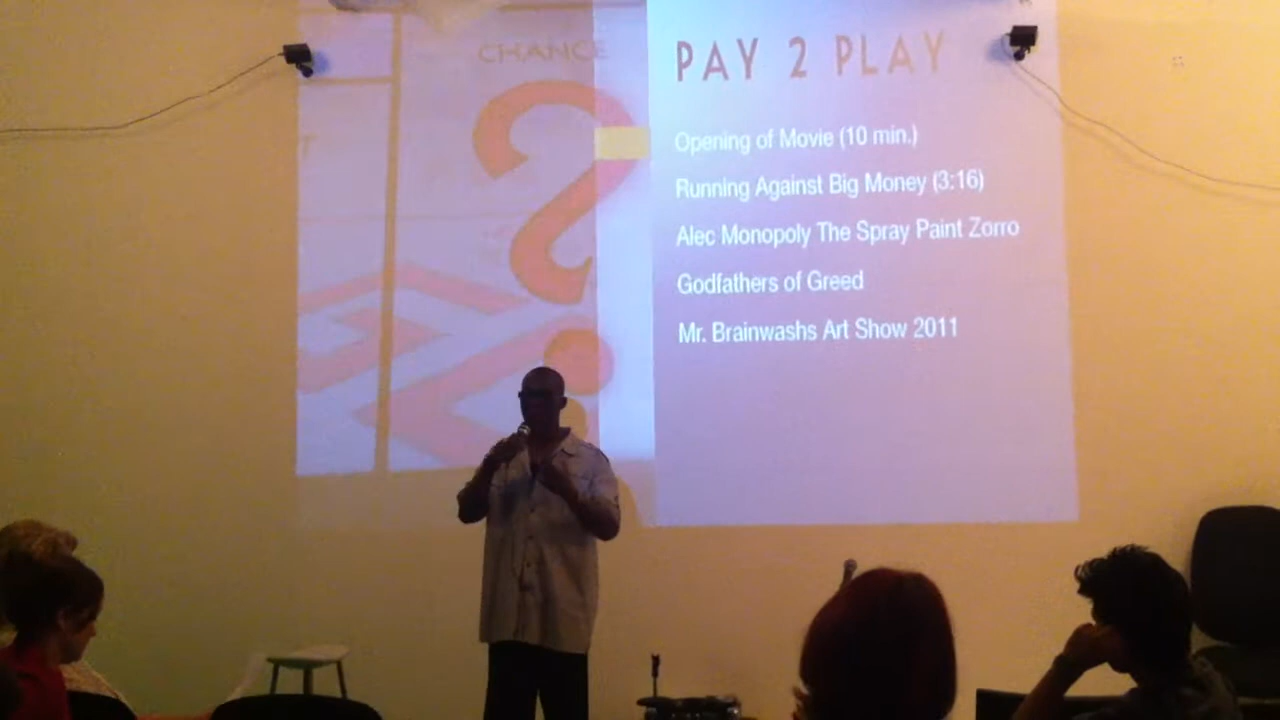 CHANCE
PAY 2 PLAY
Opening of Movie (10 min.)
Running Against Big Money (3:16)
Alec Monopoly The Spray Paint Zorro
Godfathers of Greed
Mr. Brainwashs Art Show 2011